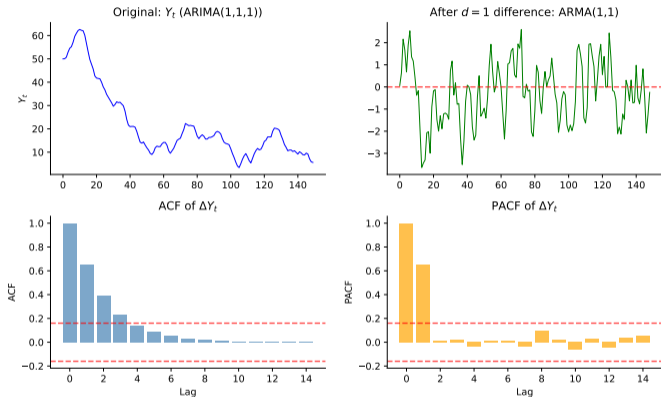 Original: Y_t (ARIMA(1,1,1))
After d = 1 difference: ARMA(1,1)
Y_t
60
50
40
30
20
10
0 20 40 60 80 100 120 140
2
1
0
−1
−2
−3
0 20 40 60 80 100 120 140
ACF of ΔY_t
PACF of ΔY_t
ACF
1.0
0.8
0.6
0.4
0.2
0.0
−0.2
0 2 4 6 8 10 12 14
Lag
PACF
1.0
0.8
0.6
0.4
0.2
0.0
−0.2
0 2 4 6 8 10 12 14
Lag